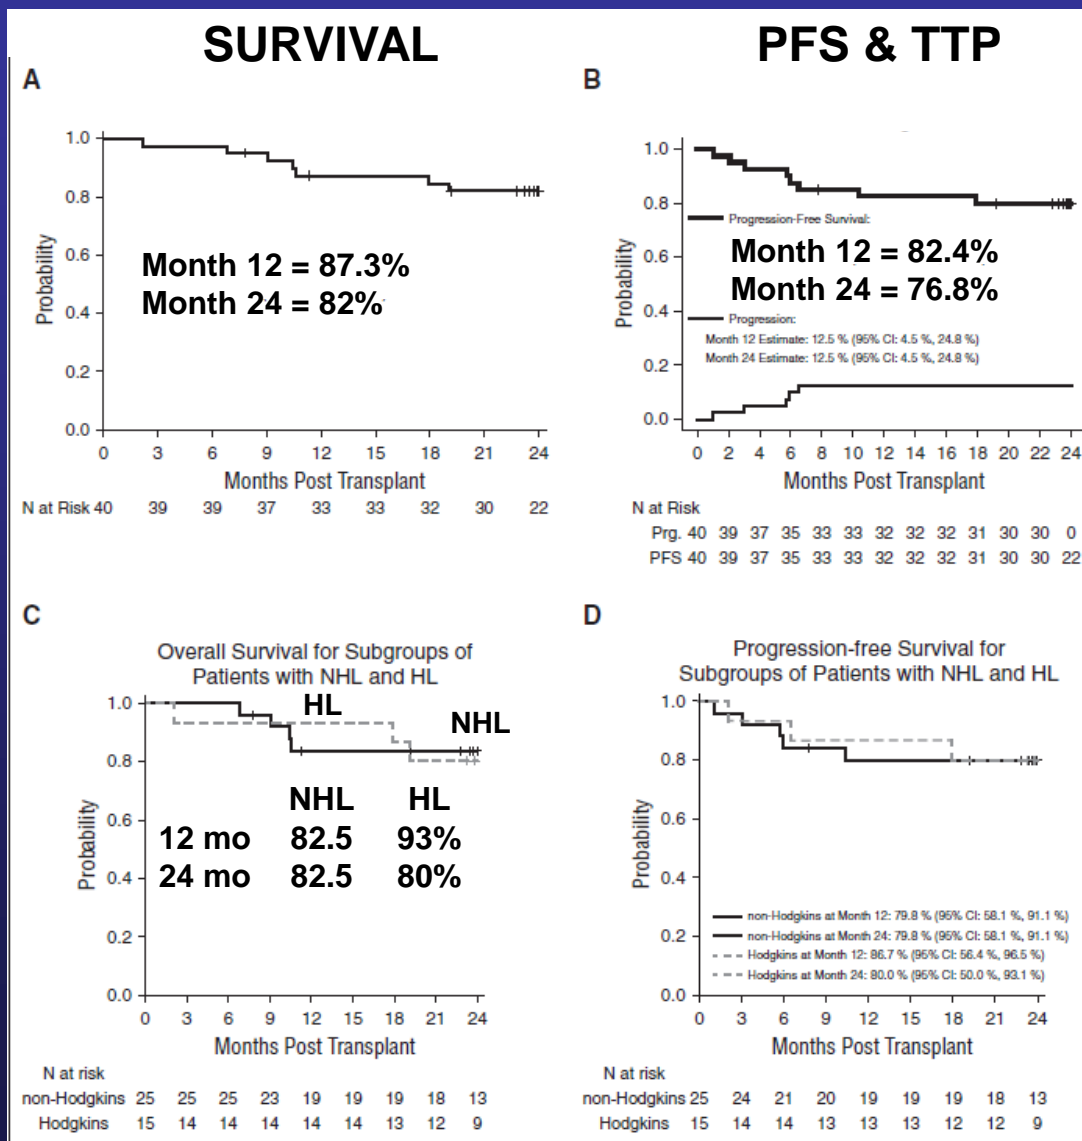 SURVIVAL
PFS & TTP
A
1.0
0.8
0.6
0.4
0.2
0.0
Probability
Month 12 = 87.3%
Month 24 = 82%
0 3 6 9 12 15 18 21 24
Months Post Transplant
N at Risk 40 39 39 37 33 33 32 30 22
B
1.0
0.8
0.6
0.4
0.2
0.0
Probability
Progression-Free Survival:
Month 12 = 82.4%
Month 24 = 76.8%
Progression:
Month 12 Estimate: 12.5 % (95% CI: 4.5 %, 24.8 %)
Month 24 Estimate: 12.5 % (95% CI: 4.5 %, 24.8 %)
0 2 4 6 8 10 12 14 16 18 20 22 24
Months Post Transplant
N at Risk
Prg. 40 39 37 35 33 33 32 32 32 31 30 30 0
PFS 40 39 37 35 33 33 32 32 32 31 30 30 22
C
Overall Survival for Subgroups of
Patients with NHL and HL
1.0
0.8
0.6
0.4
0.2
0.0
Probability
HL
NHL
NHL HL
12 mo 82.5 93%
24 mo 82.5 80%
0 3 6 9 12 15 18 21 24
Months Post Transplant
N at risk
non-Hodgkins 25 25 25 23 19 19 19 18 13
Hodgkins 15 14 14 14 14 14 13 12 9
D
Progression-free Survival for
Subgroups of Patients with NHL and HL
1.0
0.8
0.6
0.4
0.2
0.0
Probability
non-Hodgkins at Month 12: 79.8 % (95% CI: 58.1 %, 91.1 %)
non-Hodgkins at Month 24: 79.8 % (95% CI: 58.1 %, 91.1 %)
Hodgkins at Month 12: 86.7 % (95% CI: 56.4 %, 96.5 %)
Hodgkins at Month 24: 80.0 % (95% CI: 50.0 %, 93.1 %)
0 3 6 9 12 15 18 21 24
Months Post Transplant
N at risk
non-Hodgkins 25 24 21 20 19 19 19 18 13
Hodgkins 15 14 14 13 13 13 12 12 9